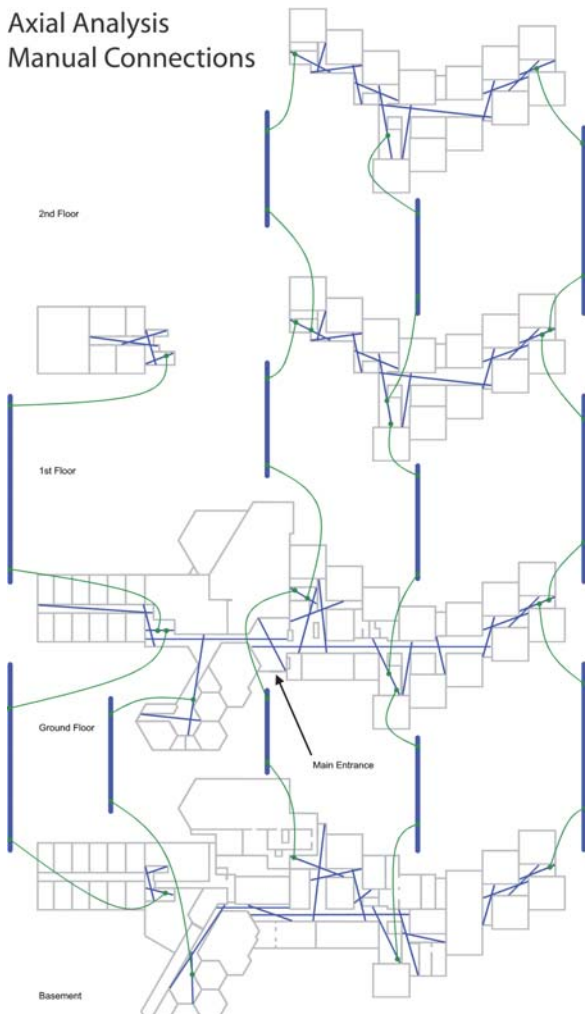 Axial Analysis
Manual Connections
2nd Floor
1st Floor
Ground Floor
Main Entrance
Basement